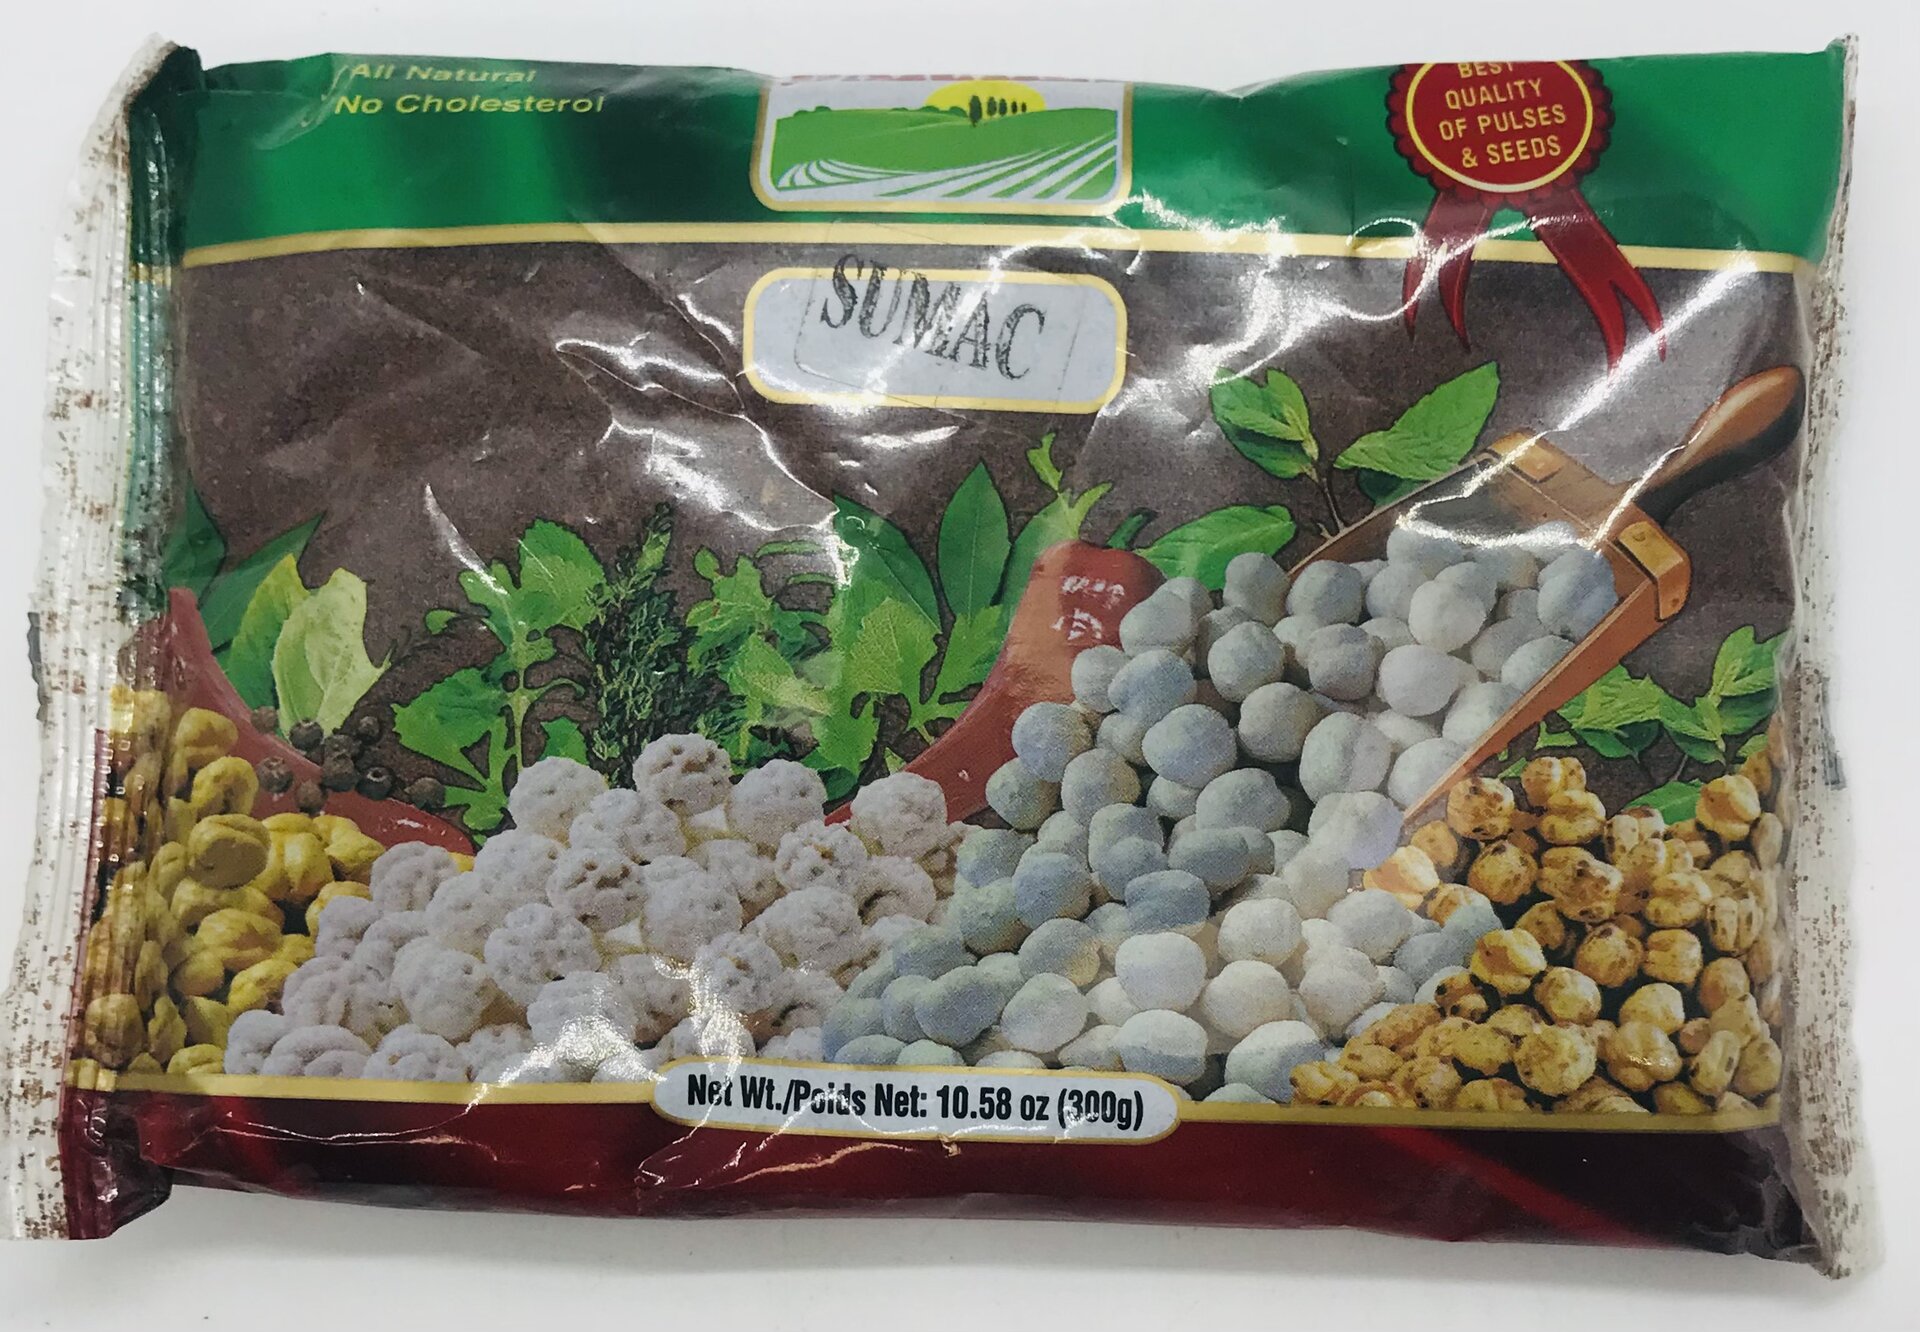 All Natural
No Cholesterol
BEST
QUALITY
OF PULSES
& SEEDS
SUMAC
Net Wt./Poids Net: 10.58 oz (300g)